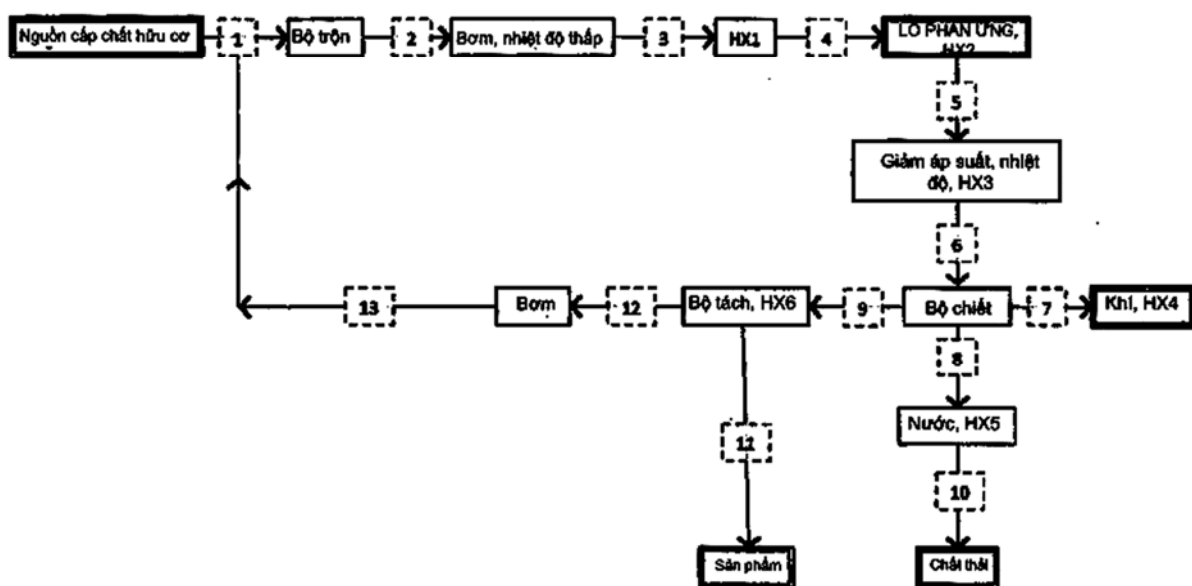 Nguồn cấp chất hữu cơ
1
Bộ trộn
2
Bơm, nhiệt độ thấp
3
HX1
4
LÒ PHẢN ỨNG,
HX2
5
Giảm áp suất, nhiệt
độ, HX3
6
13
Bơm
12
Bộ tách, HX6
9
Bộ chiết
7
Khí, HX4
8
Nước, HX5
11
10
Sản phẩm
Chất thải